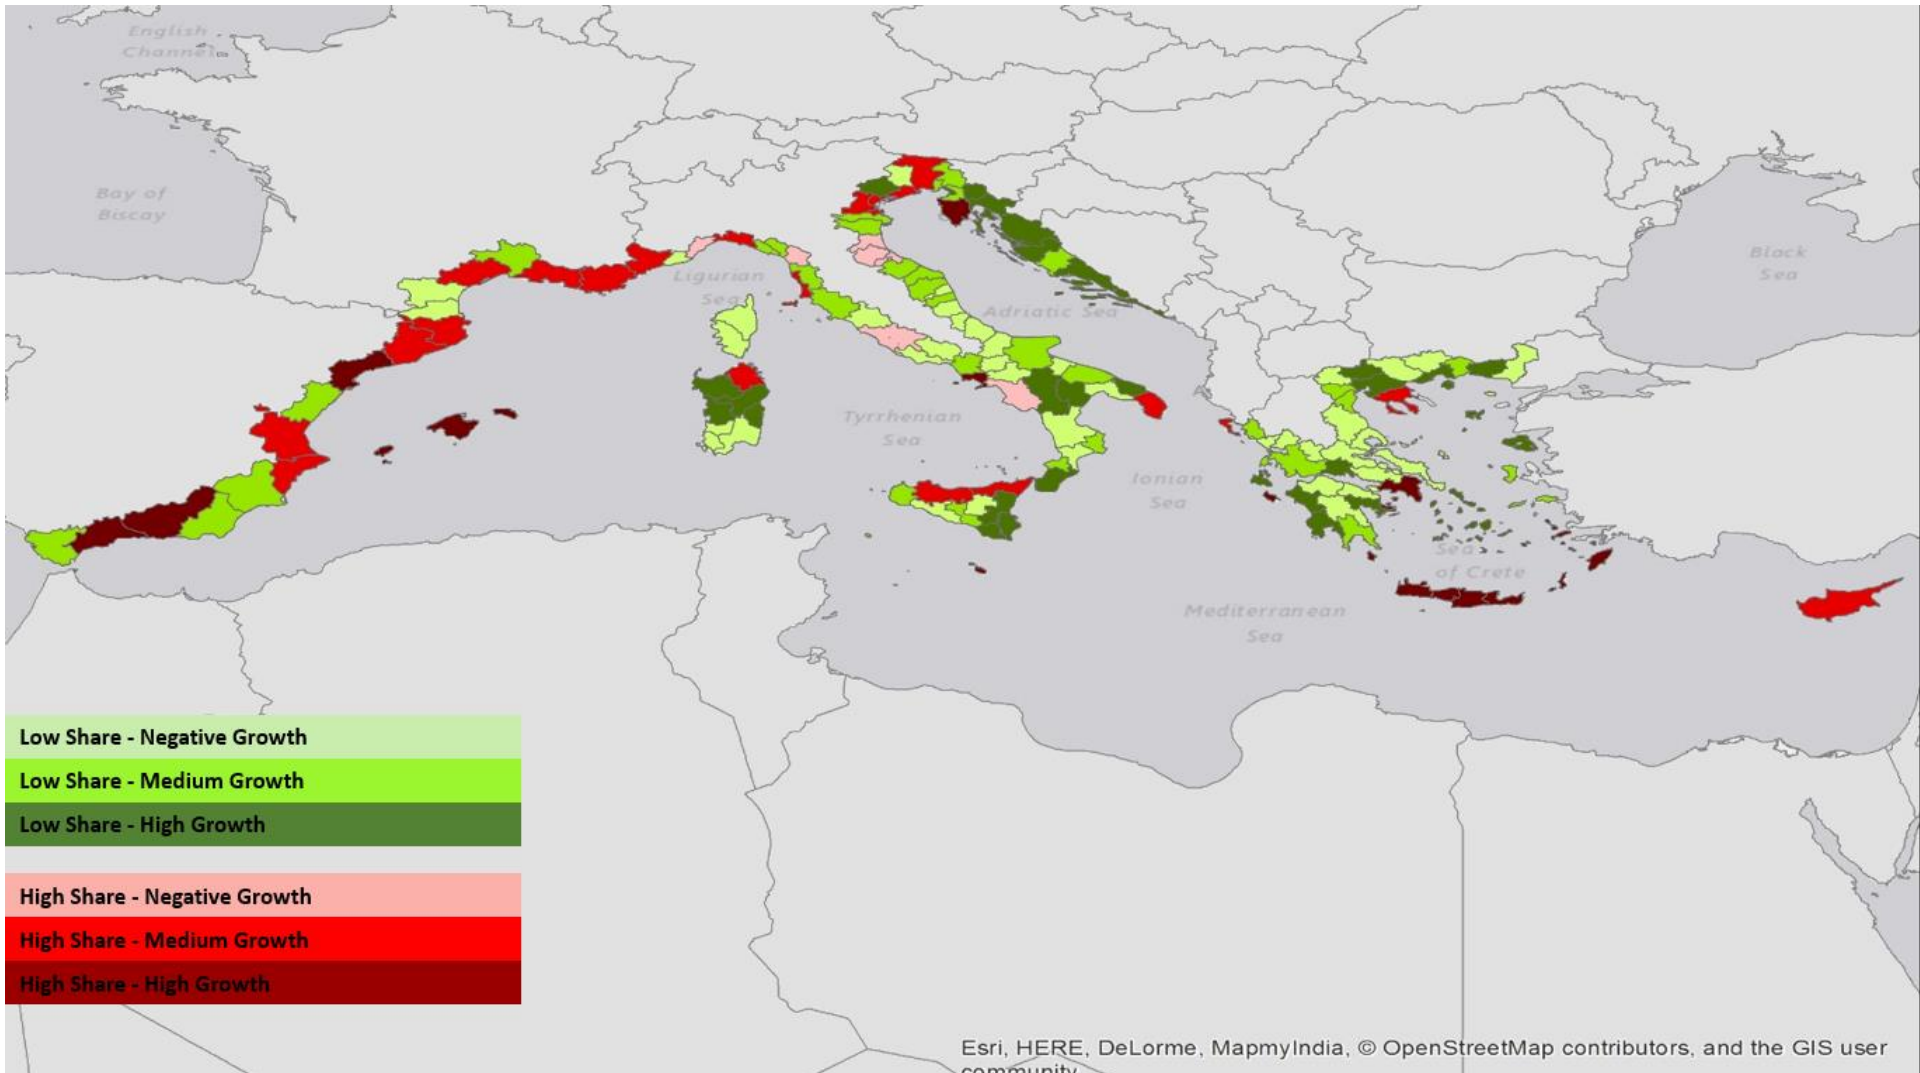 English
Channel
Bay of
Biscay
Black
Sea
Ligurian
Sea
Adriatic Sea
A
Tyrrhenian
Sea
Ionian
Sea
Sea
of Crete
Mediterranean
Sea
Low Share - Negative Growth
Low Share - Medium Growth
Low Share - High Growth
High Share - Negative Growth
High Share - Medium Growth
High Share - High Growth
Esri, HERE, DeLorme, MapmyIndia, © OpenStreetMap contributors, and the GIS user
community